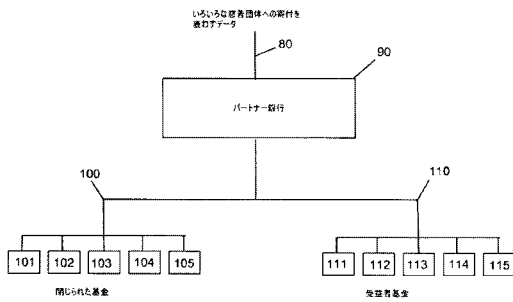 いろいろな慈善団体への寄付を
表わすデータ
80
90
パートナー銀行
100
110
101 102 103 104 105
111 112 113 114 115
閉じられた基金
受益者基金